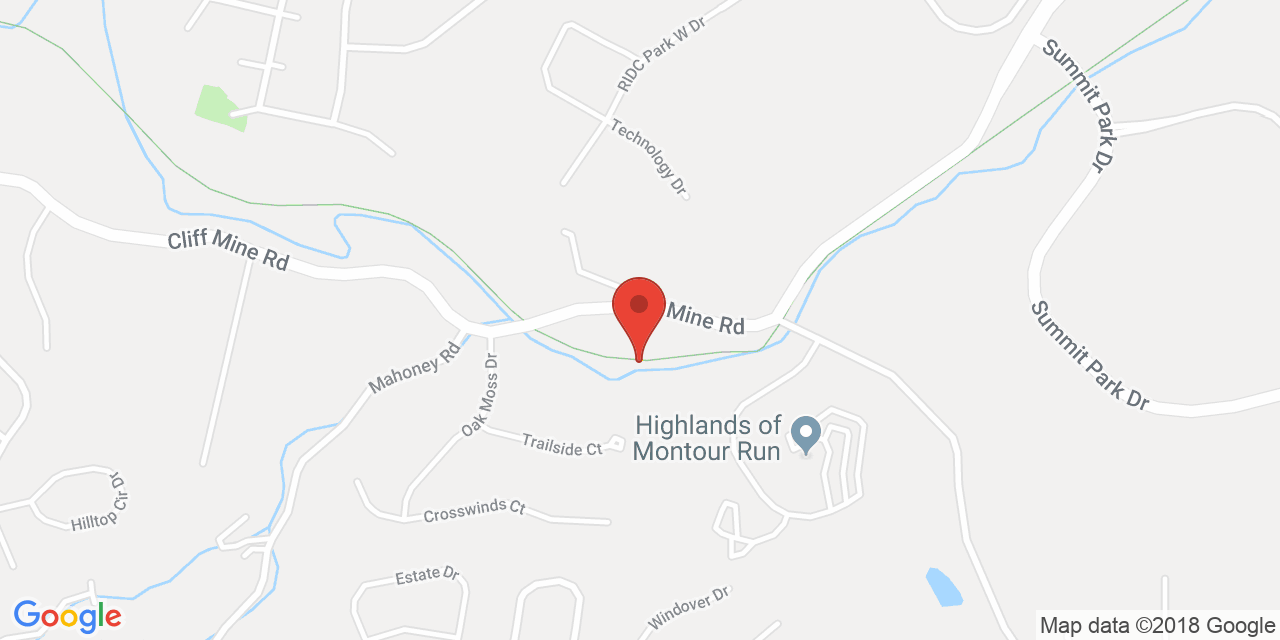 RIDC Park W Dr
Summit Park Dr
Technology Dr
Cliff Mine Rd
Mine Rd
Summit Park Dr
Mahoney Rd
Oak Moss Dr
Highlands of
Montour Run
Trailside Ct
Hilltop Cir Dr
Crosswinds Ct
Estate Dr
Windover Dr
Google
Map data ©2018 Google